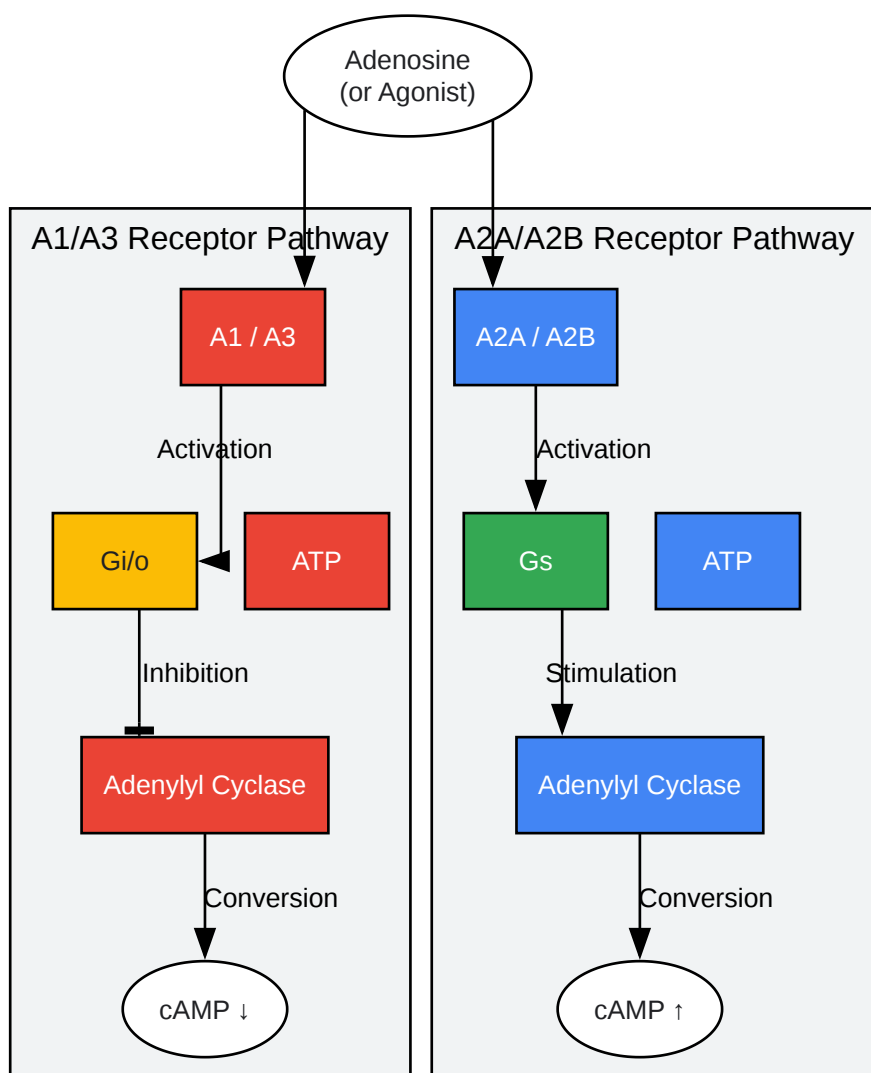 Adenosine
(or Agonist)
A1/A3 Receptor Pathway
A1 / A3
Activation
Gi/o
ATP
Inhibition
Adenylyl Cyclase
Conversion
cAMP ↓
A2A/A2B Receptor Pathway
A2A / A2B
Activation
Gs
ATP
Stimulation
Adenylyl Cyclase
Conversion
cAMP ↑